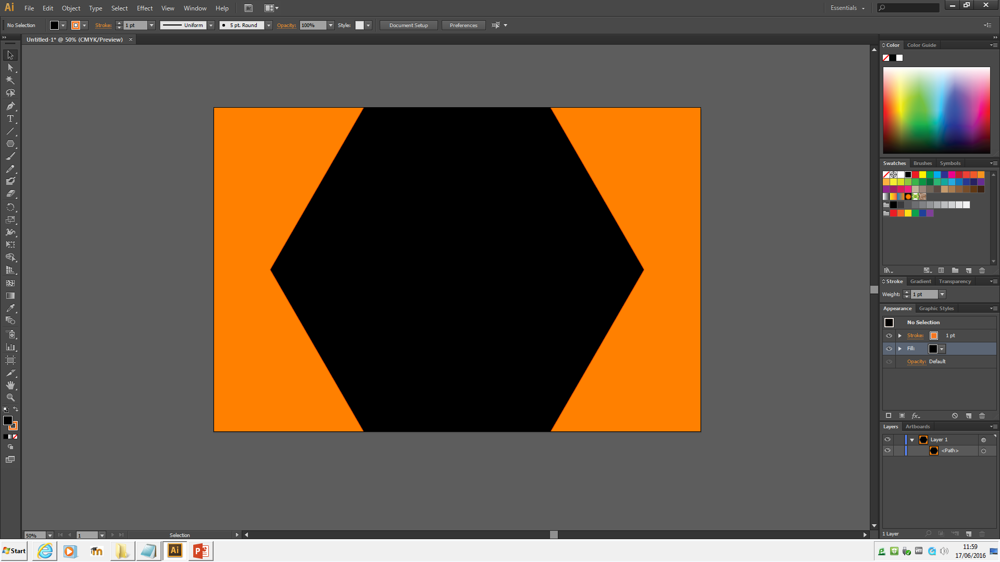 Ai File Edit Object Type Select Effect View Window Help Br Essentials
No Selection Stroke: 1 pt Uniform 5 pt. Round Opacity: 100% Style: Document Setup Preferences
Untitled-1* @ 50% (CMYK/Preview)
Color Color Guide
Swatches Brushes Symbols
Stroke Gradient Transparency
Weight: 1 pt
Appearance Graphic Styles
No Selection
Stroke: 1 pt
Fill:
Opacity: Default
fx
Layers Artboards
Layer 1
<Path>
1 Layer
50% 1 Selection
Start
m
Ai
P
11:59
17/06/2016